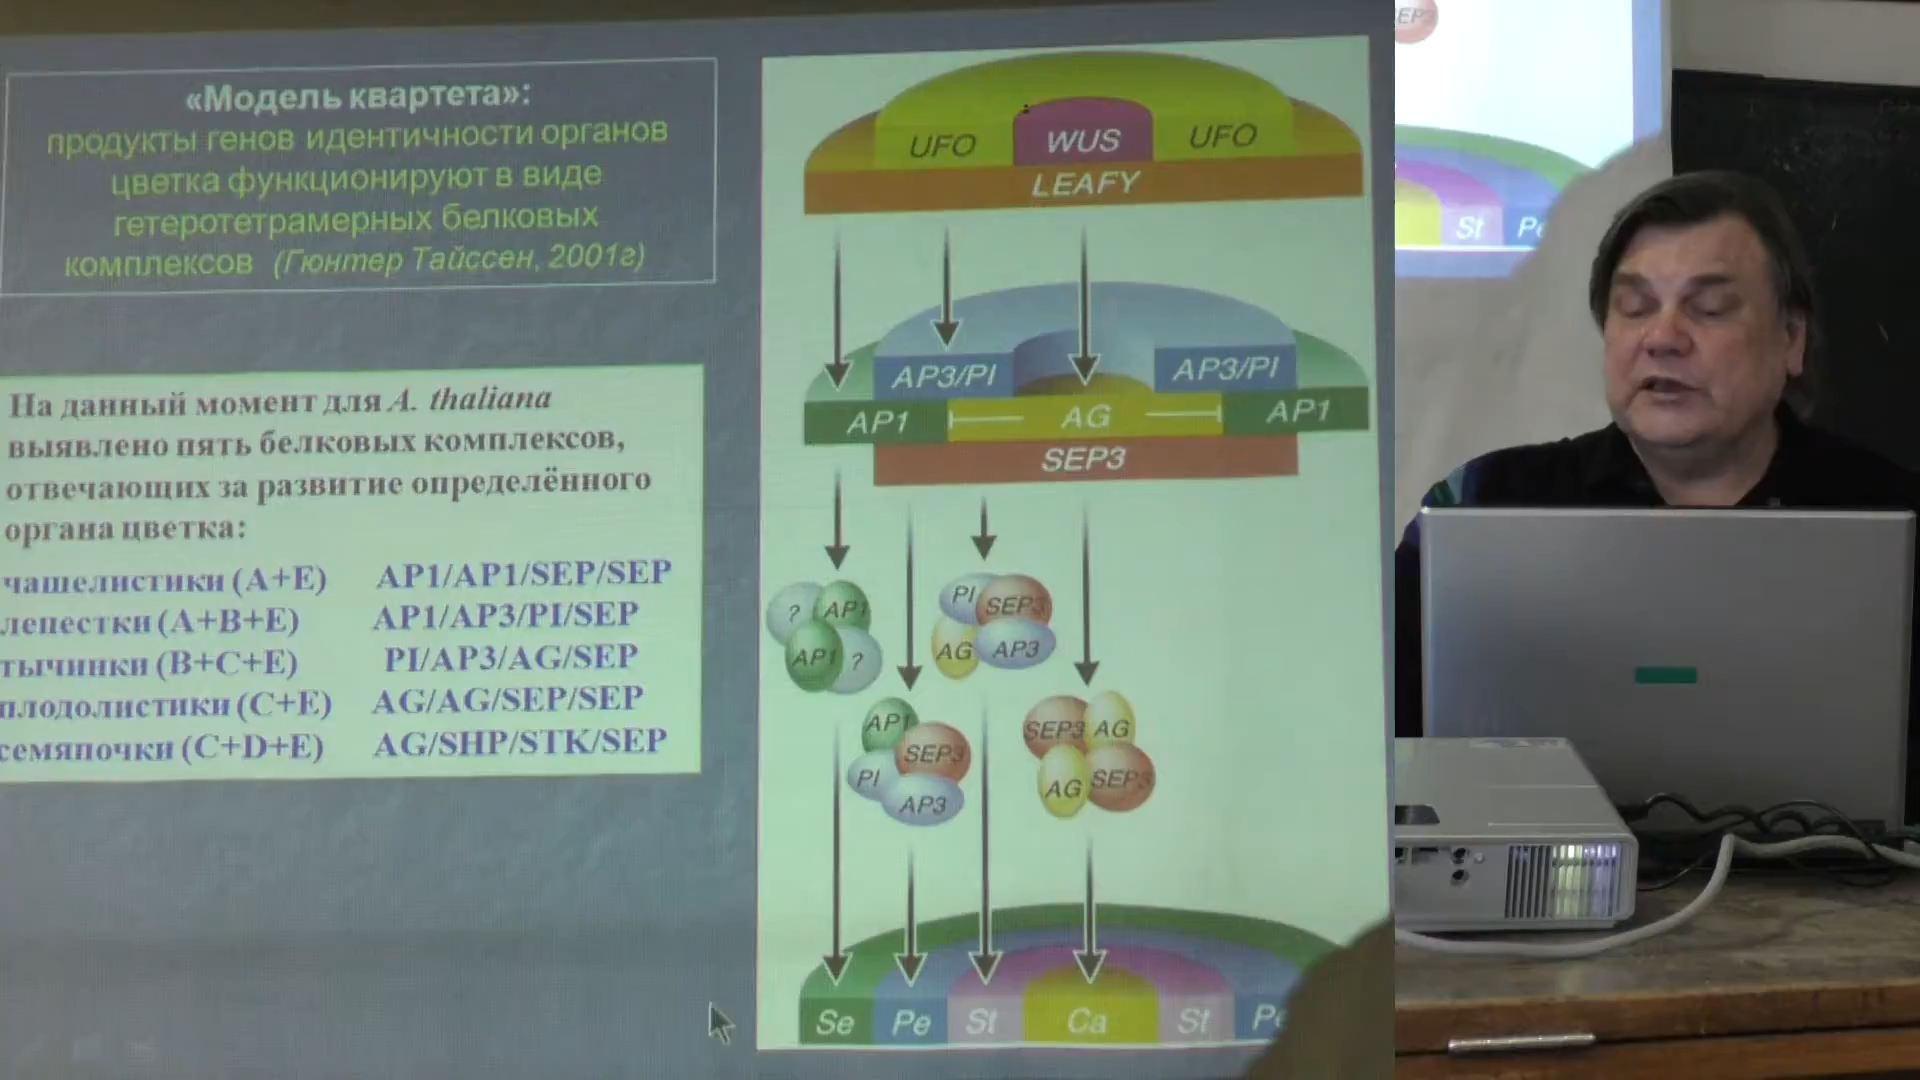 «Модель квартета»:
продукты генов идентичности органов
цветка функционируют в виде
гетеротетрамерных белковых
комплексов (Гюнтер Тайссен, 2001г)
На данный момент для A. thaliana
выявлено пять белковых комплексов,
отвечающих за развитие определённого
органа цветка:
чашелистики (A+E) AP1/AP1/SEP/SEP
лепестки (A+B+E) AP1/AP3/PI/SEP
тычинки (B+C+E) PI/AP3/AG/SEP
плодолистики (C+E) AG/AG/SEP/SEP
семяпочки (C+D+E) AG/SHP/STK/SEP
UFO WUS UFO
LEAFY
AP3/PI AP3/PI
AP1 AG AP1
SEP3
? AP1
AP1 ?
PI SEP3
AG AP3
AP1
SEP3
PI
AP3
SEP3 AG
AG SEP3
Se Pe St Ca St Pe
EP3
St Pe